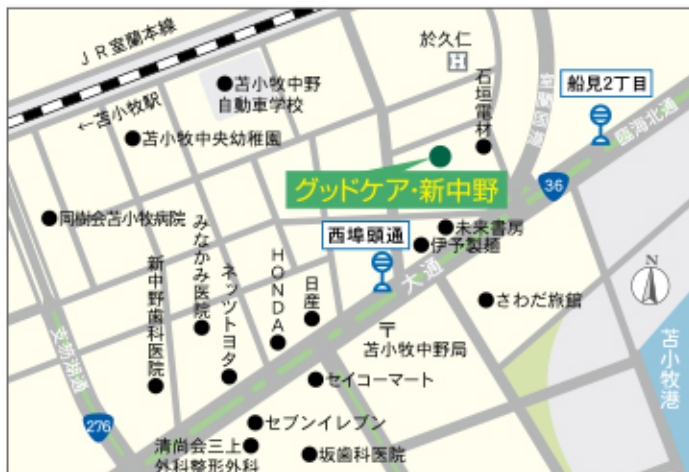 JR室蘭本線
←苫小牧駅
苫小牧中野
自動車学校
苫小牧中央幼稚園
於久仁
H
石垣電材
船見2丁目
臨海北通
36
グッドケア・新中野
同樹会苫小牧病院
みなかみ医院
新中野歯科医院
ネッツトヨタ
HONDA
日産
西埠頭通
未来書房
伊予製麺
大通
さわだ旅館
N
〒
苫小牧中野局
苫小牧港
支笏湖通
276
セイコーマート
セブンイレブン
清尚会三上
外科整形外科
坂歯科医院